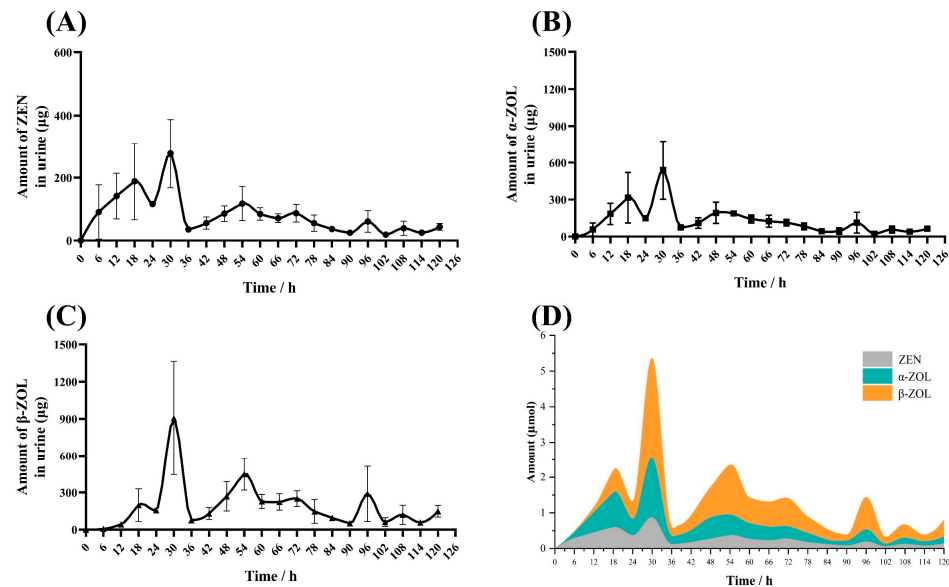 (A)
600
400
200
0
Amount of ZEN
in urine (µg)
0 6 12 18 24 30 36 42 48 54 60 66 72 78 84 90 96 102 108 114 120 126
Time / h
(B)
1500
1200
900
600
300
0
Amount of α-ZOL
in urine (µg)
0 6 12 18 24 30 36 42 48 54 60 66 72 78 84 90 96 102 108 114 120 126
Time / h
(C)
1500
1200
900
600
300
0
Amount of β-ZOL
in urine (µg)
0 6 12 18 24 30 36 42 48 54 60 66 72 78 84 90 96 102 108 114 120 126
Time / h
(D)
6
5
4
3
2
1
0
Amount (µmol)
ZEN
α-ZOL
β-ZOL
0 6 12 18 24 30 36 42 48 54 60 66 72 78 84 90 96 102 108 114 120
Time / h